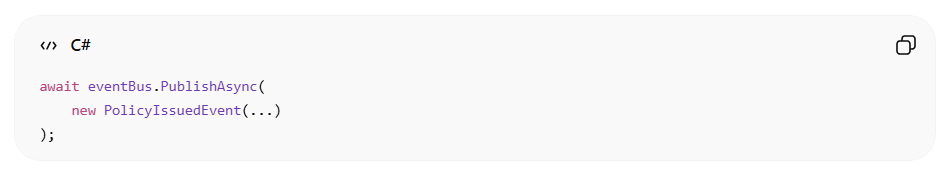 </> C#
await eventBus.PublishAsync(
    new PolicyIssuedEvent(...)
);